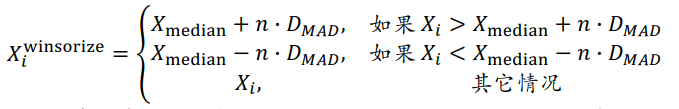 X_median + n · D_MAD, 如果 X_i > X_median + n · D_MAD
X_i^winsorize = { X_median − n · D_MAD, 如果 X_i < X_median − n · D_MAD
X_i, 其它情况